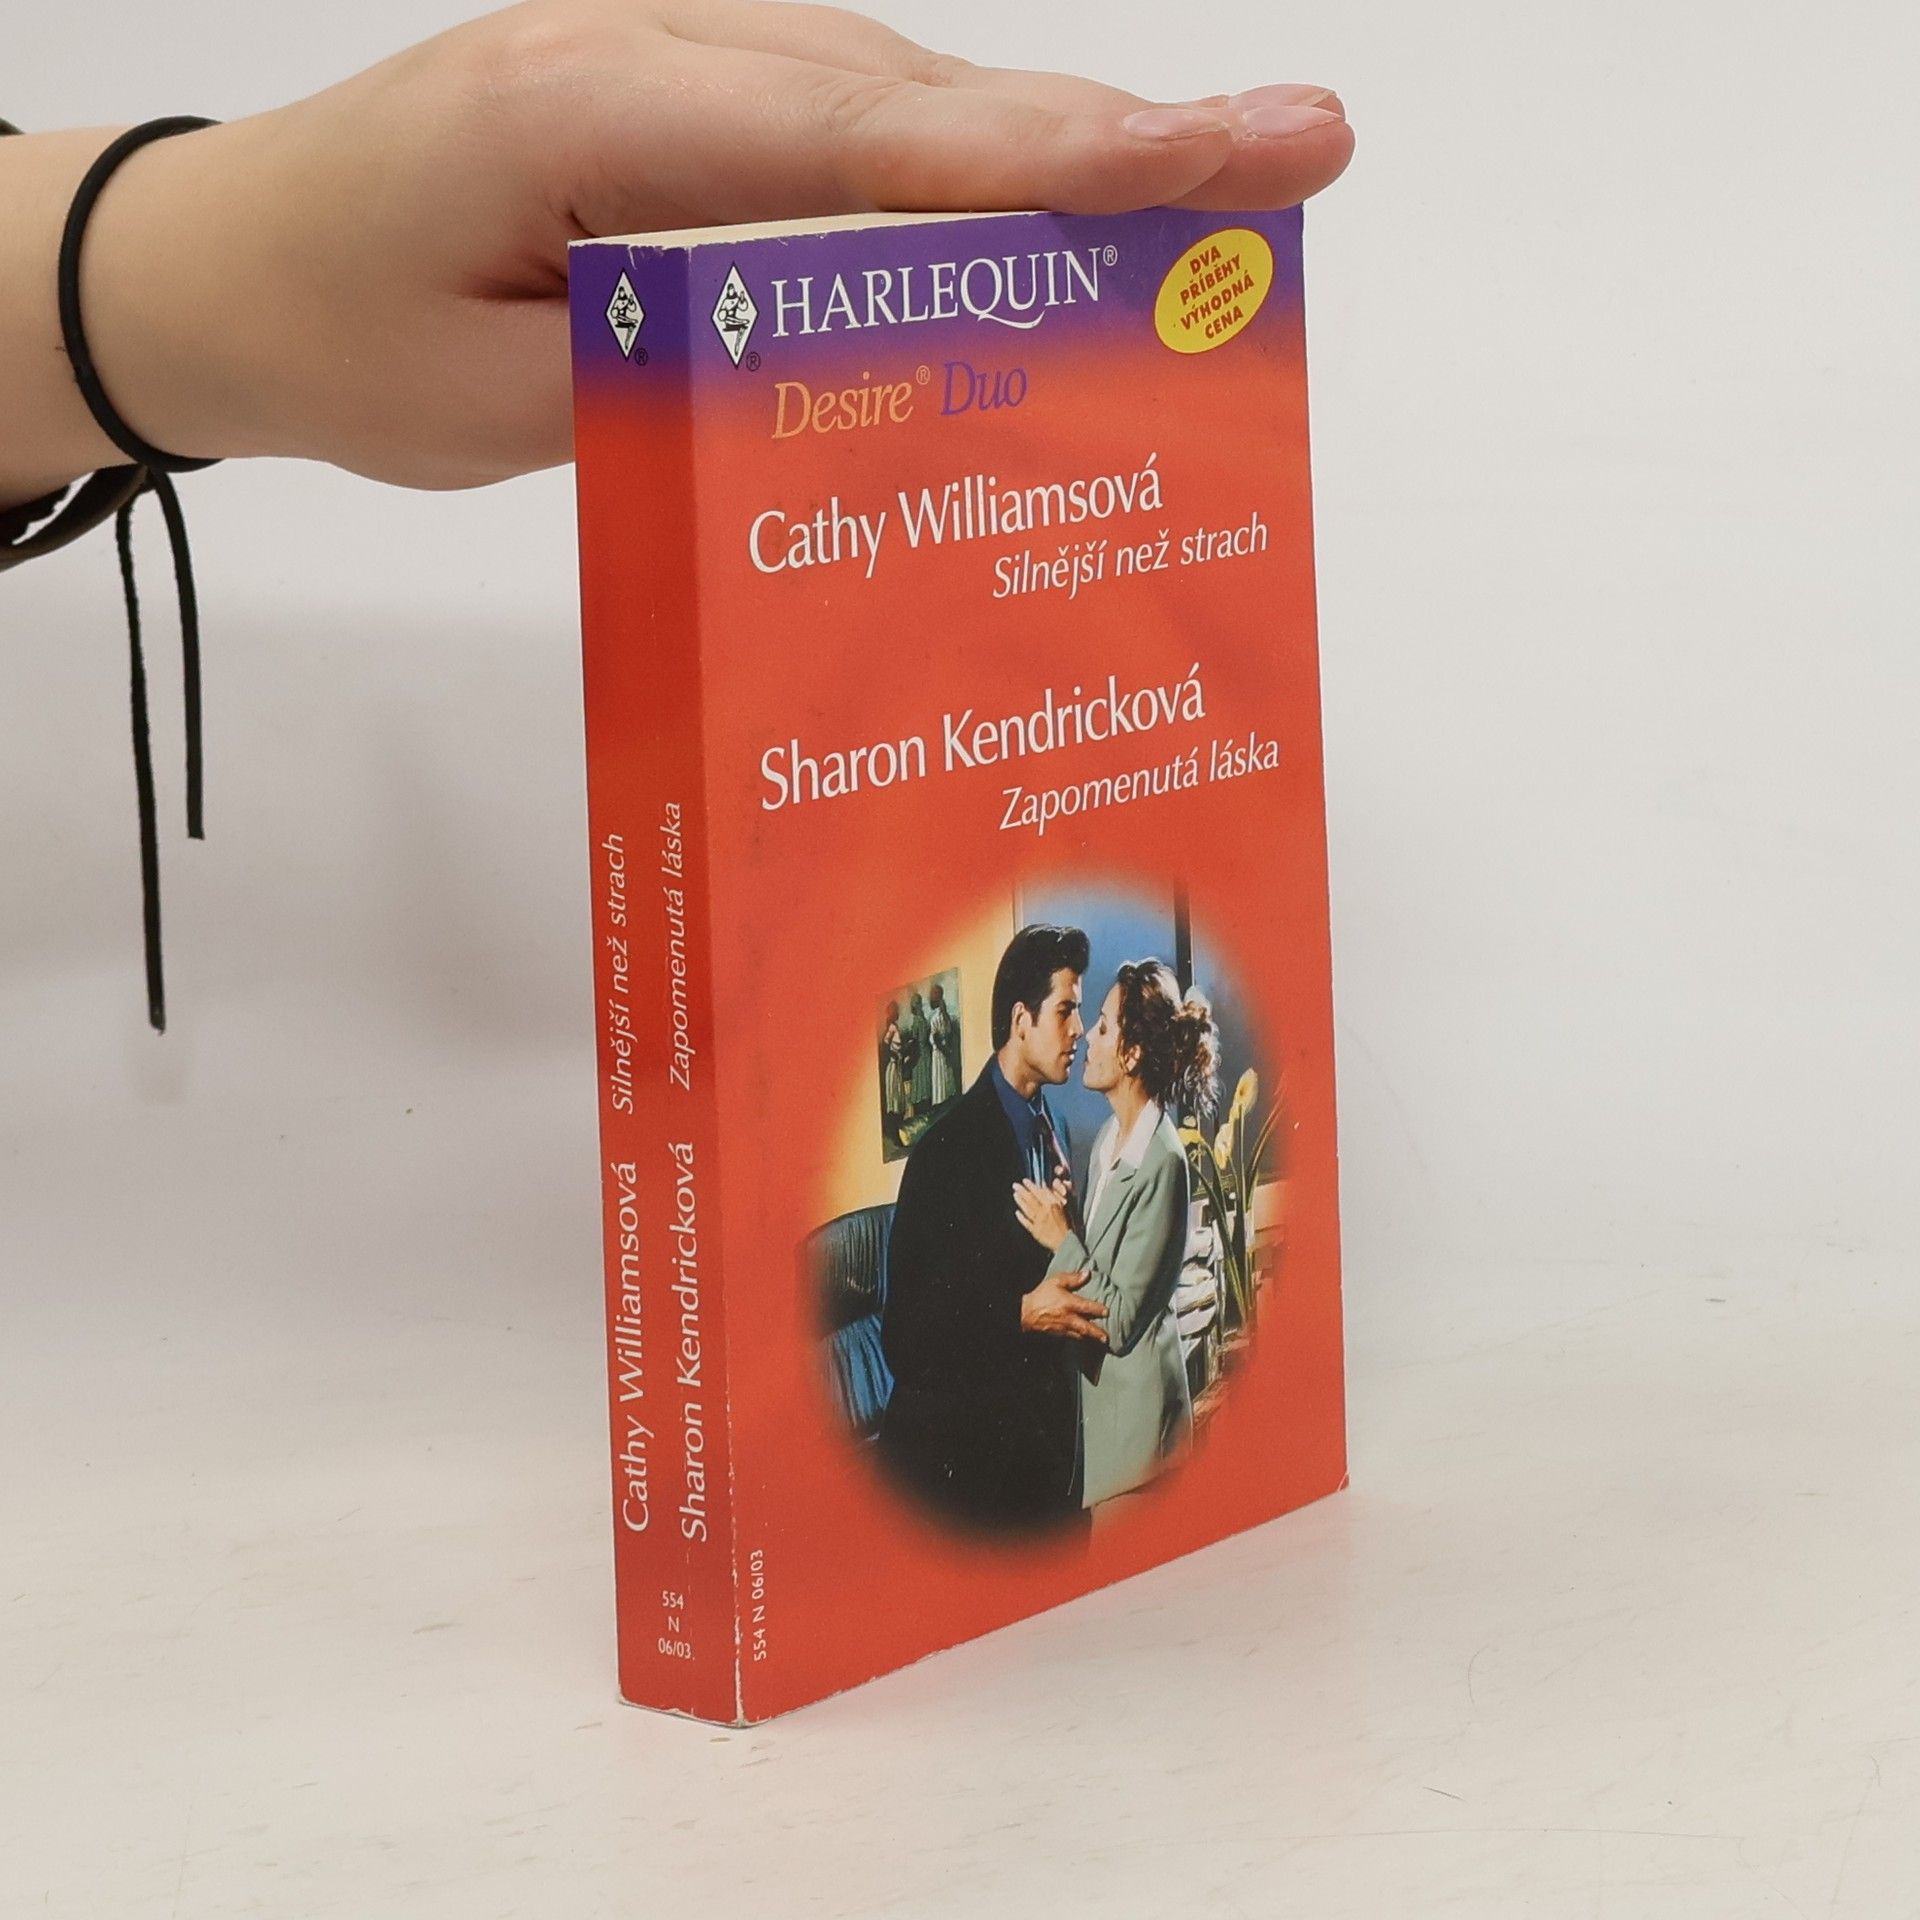 HARLEQUIN®
Desire® Duo
DVA
PŘÍBĚHY
VÝHODNÁ
CENA
Cathy Williamsová
Silnější než strach
Sharon Kendricková
Zapomenutá láska
554 N 06/03
®
®
Cathy Williamsová Silnější než strach
Sharon Kendricková Zapomenutá láska
554
N
06/03.